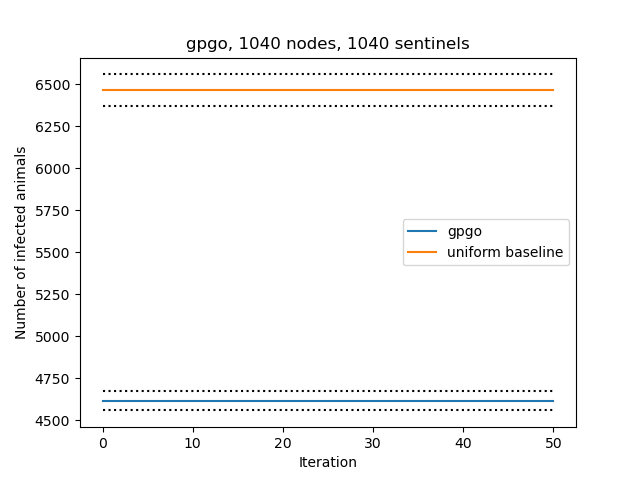 gpgo, 1040 nodes, 1040 sentinels
6500
6250
6000
5750
5500
5250
5000
4750
4500
Number of infected animals
gpgo
uniform baseline
0 10 20 30 40 50
Iteration